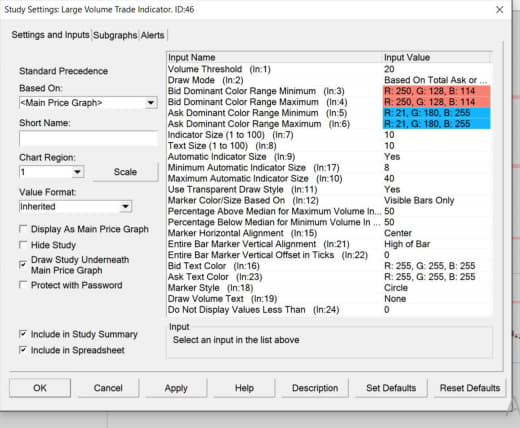 Study Settings: Large Volume Trade Indicator. ID:46
Settings and Inputs Subgraphs Alerts
Standard Precedence
Based On:
<Main Price Graph>
Short Name:
Chart Region:
1
Scale
Value Format:
Inherited
Display As Main Price Graph
Hide Study
Draw Study Underneath
Main Price Graph
Protect with Password
Include in Study Summary
Include in Spreadsheet
Input Name Input Value
Volume Threshold (In:1) 20
Draw Mode (In:2) Based On Total Ask or ...
Bid Dominant Color Range Minimum (In:3) R: 250, G: 128, B: 114
Bid Dominant Color Range Maximum (In:4) R: 250, G: 128, B: 114
Ask Dominant Color Range Minimum (In:5) R: 21, G: 180, B: 255
Ask Dominant Color Range Maximum (In:6) R: 21, G: 180, B: 255
Indicator Size (1 to 100) (In:7) 10
Text Size (1 to 100) (In:8) 10
Automatic Indicator Size (In:9) Yes
Minimum Automatic Indicator Size (In:17) 8
Maximum Automatic Indicator Size (In:10) 40
Use Transparent Draw Style (In:11) Yes
Marker Color/Size Based On (In:12) Visible Bars Only
Percentage Above Median for Maximum Volume In... 50
Percentage Below Median for Minimum Volume In... 50
Marker Horizontal Alignment (In:15) Center
Entire Bar Marker Vertical Alignment (In:21) High of Bar
Entire Bar Marker Vertical Offset in Ticks (In:22) 0
Bid Text Color (In:16) R: 255, G: 255, B: 255
Ask Text Color (In:23) R: 255, G: 255, B: 255
Marker Style (In:18) Circle
Draw Volume Text (In:19) None
Do Not Display Values Less Than (In:24) 0
Input
Select an input in the list above
OK Cancel Apply Help Description Set Defaults Reset Defaults